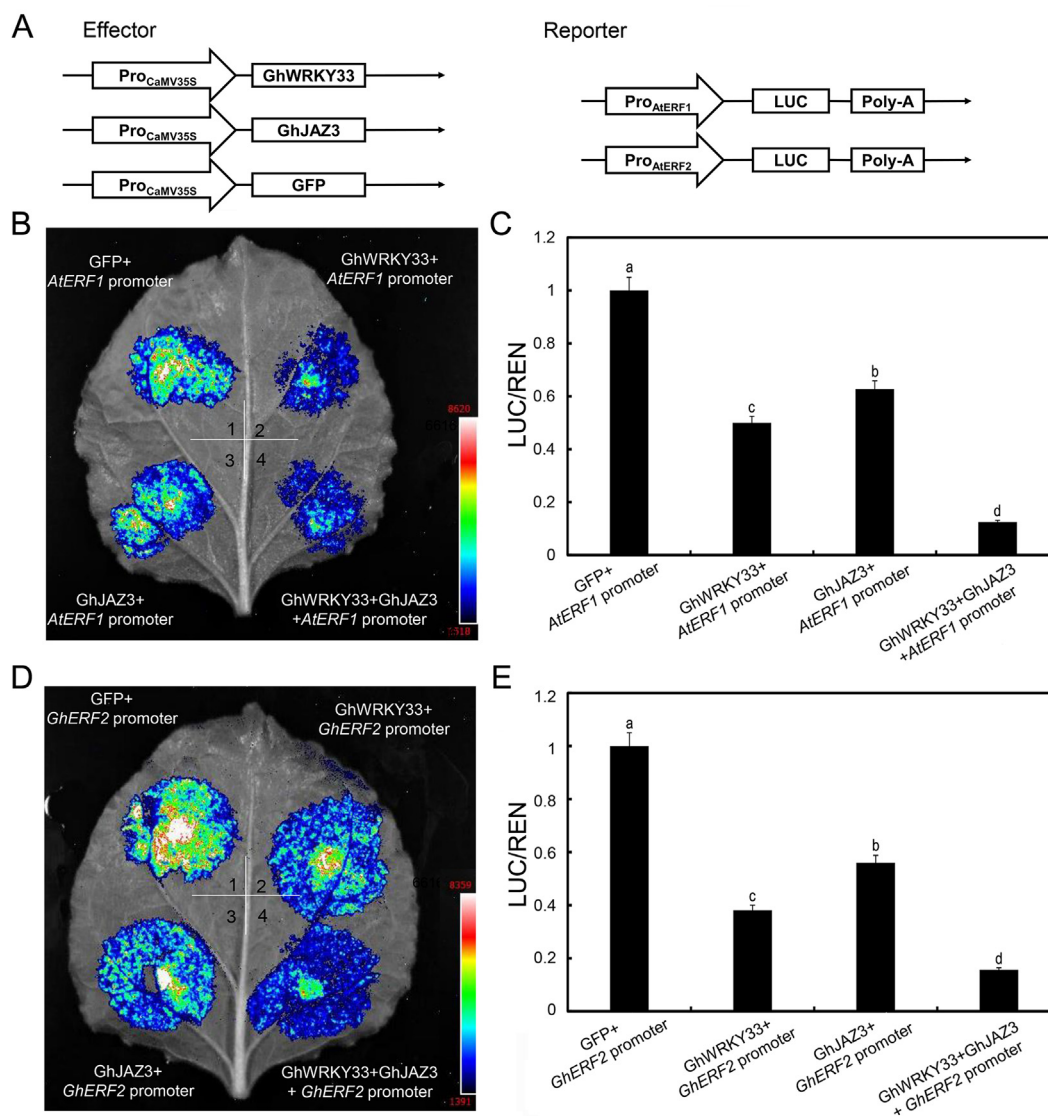 A
Effector
Reporter
ProCaMV35S
GhWRKY33
ProCaMV35S
GhJAZ3
ProCaMV35S
GFP
ProAtERF1
LUC
Poly-A
ProAtERF2
LUC
Poly-A
B
GFP+
AtERF1 promoter
GhWRKY33+
AtERF1 promoter
1 2
3 4
GhJAZ3+
AtERF1 promoter
GhWRKY33+GhJAZ3
+AtERF1 promoter
8620
C
LUC/REN
1.2
1
0.8
0.6
0.4
0.2
0
a
c
b
d
GFP+
AtERF1 promoter
GhWRKY33+
AtERF1 promoter
GhJAZ3+
AtERF1 promoter
GhWRKY33+GhJAZ3
+AtERF1 promoter
D
GFP+
GhERF2 promoter
GhWRKY33+
GhERF2 promoter
1 2
3 4
GhJAZ3+
GhERF2 promoter
GhWRKY33+GhJAZ3
+ GhERF2 promoter
8359
1391
E
LUC/REN
1.2
1
0.8
0.6
0.4
0.2
0
a
c
b
d
GFP+
GhERF2 promoter
GhWRKY33+
GhERF2 promoter
GhJAZ3+
GhERF2 promoter
GhWRKY33+GhJAZ3
+ GhERF2 promoter